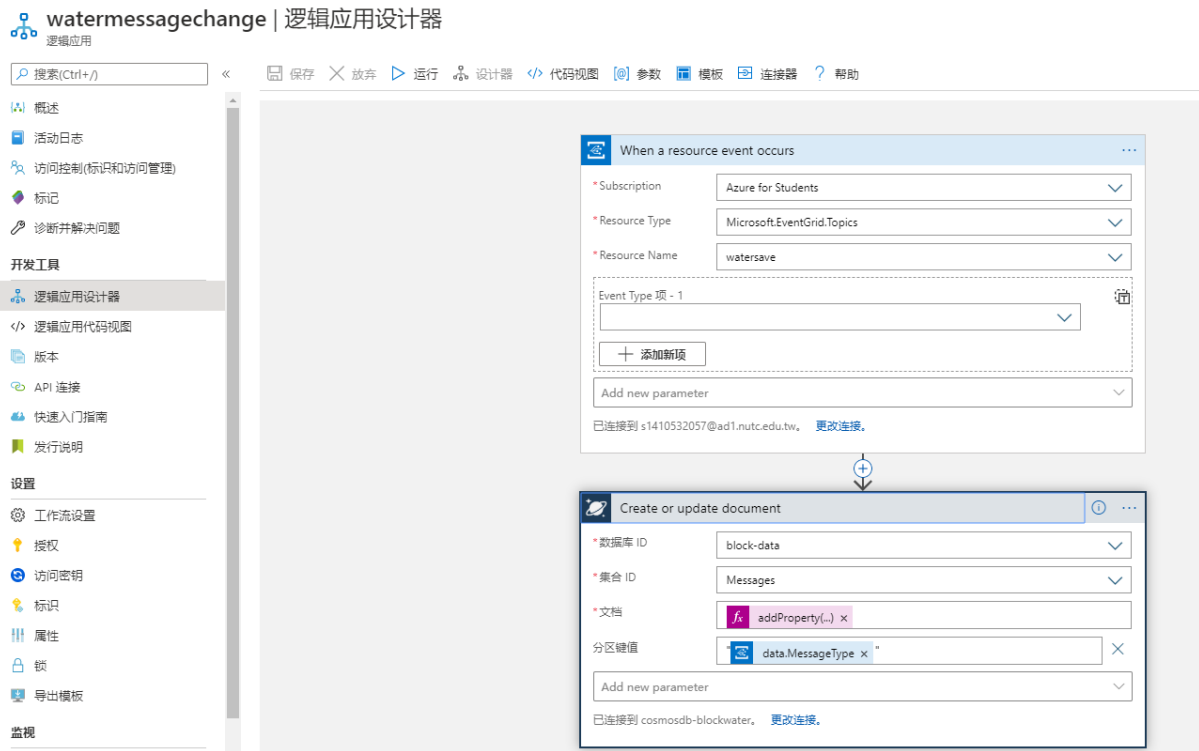 watermessagechange | 逻辑应用设计器
逻辑应用
搜索(Ctrl+/)
«
保存 放弃 运行 设计器 代码视图 参数 模板 连接器 帮助
概述
活动日志
访问控制(标识和访问管理)
标记
诊断并解决问题
开发工具
逻辑应用设计器
逻辑应用代码视图
版本
API 连接
快速入门指南
发行说明
设置
工作流设置
授权
访问密钥
标识
属性
锁
导出模板
监视
When a resource event occurs
*Subscription
Azure for Students
*Resource Type
Microsoft.EventGrid.Topics
*Resource Name
watersave
Event Type 项 - 1
添加新项
Add new parameter
已连接到 s1410532057@ad1.nutc.edu.tw。 更改连接。
Create or update document
*数据库 ID
block-data
*集合 ID
Messages
*文档
fx addProperty(...) ×
分区键值
" data.MessageType × "
Add new parameter
已连接到 cosmosdb-blockwater。 更改连接。